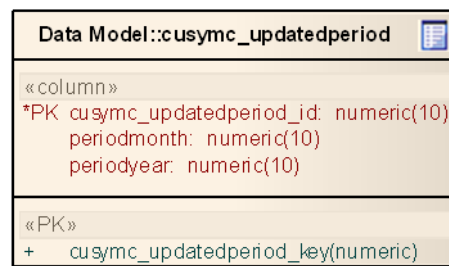 Data Model::cusymc_updatedperiod
«column»
*PK cusymc_updatedperiod_id: numeric(10)
periodmonth: numeric(10)
periodyear: numeric(10)
«PK»
+ cusymc_updatedperiod_key(numeric)